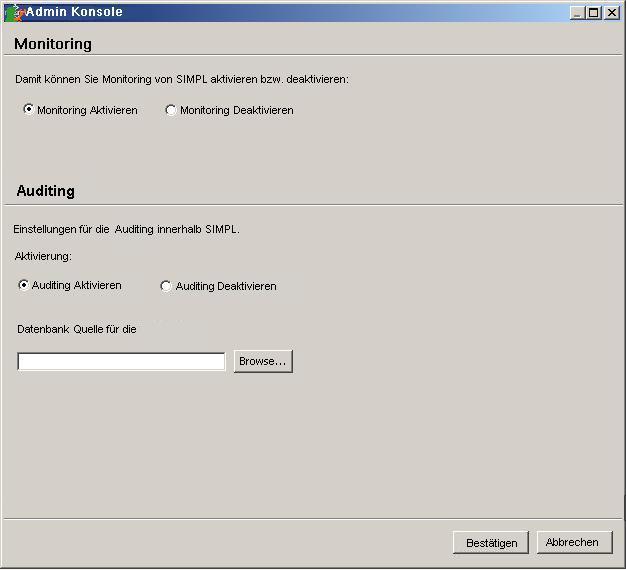 Admin Konsole
Monitoring
Damit können Sie Monitoring von SIMPL aktivieren bzw. deaktivieren:
Monitoring Aktivieren Monitoring Deaktivieren
Auditing
Einstellungen für die Auditing innerhalb SIMPL.
Aktivierung:
Auditing Aktivieren Auditing Deaktivieren
Datenbank Quelle für die
Browse...
Bestätigen Abbrechen